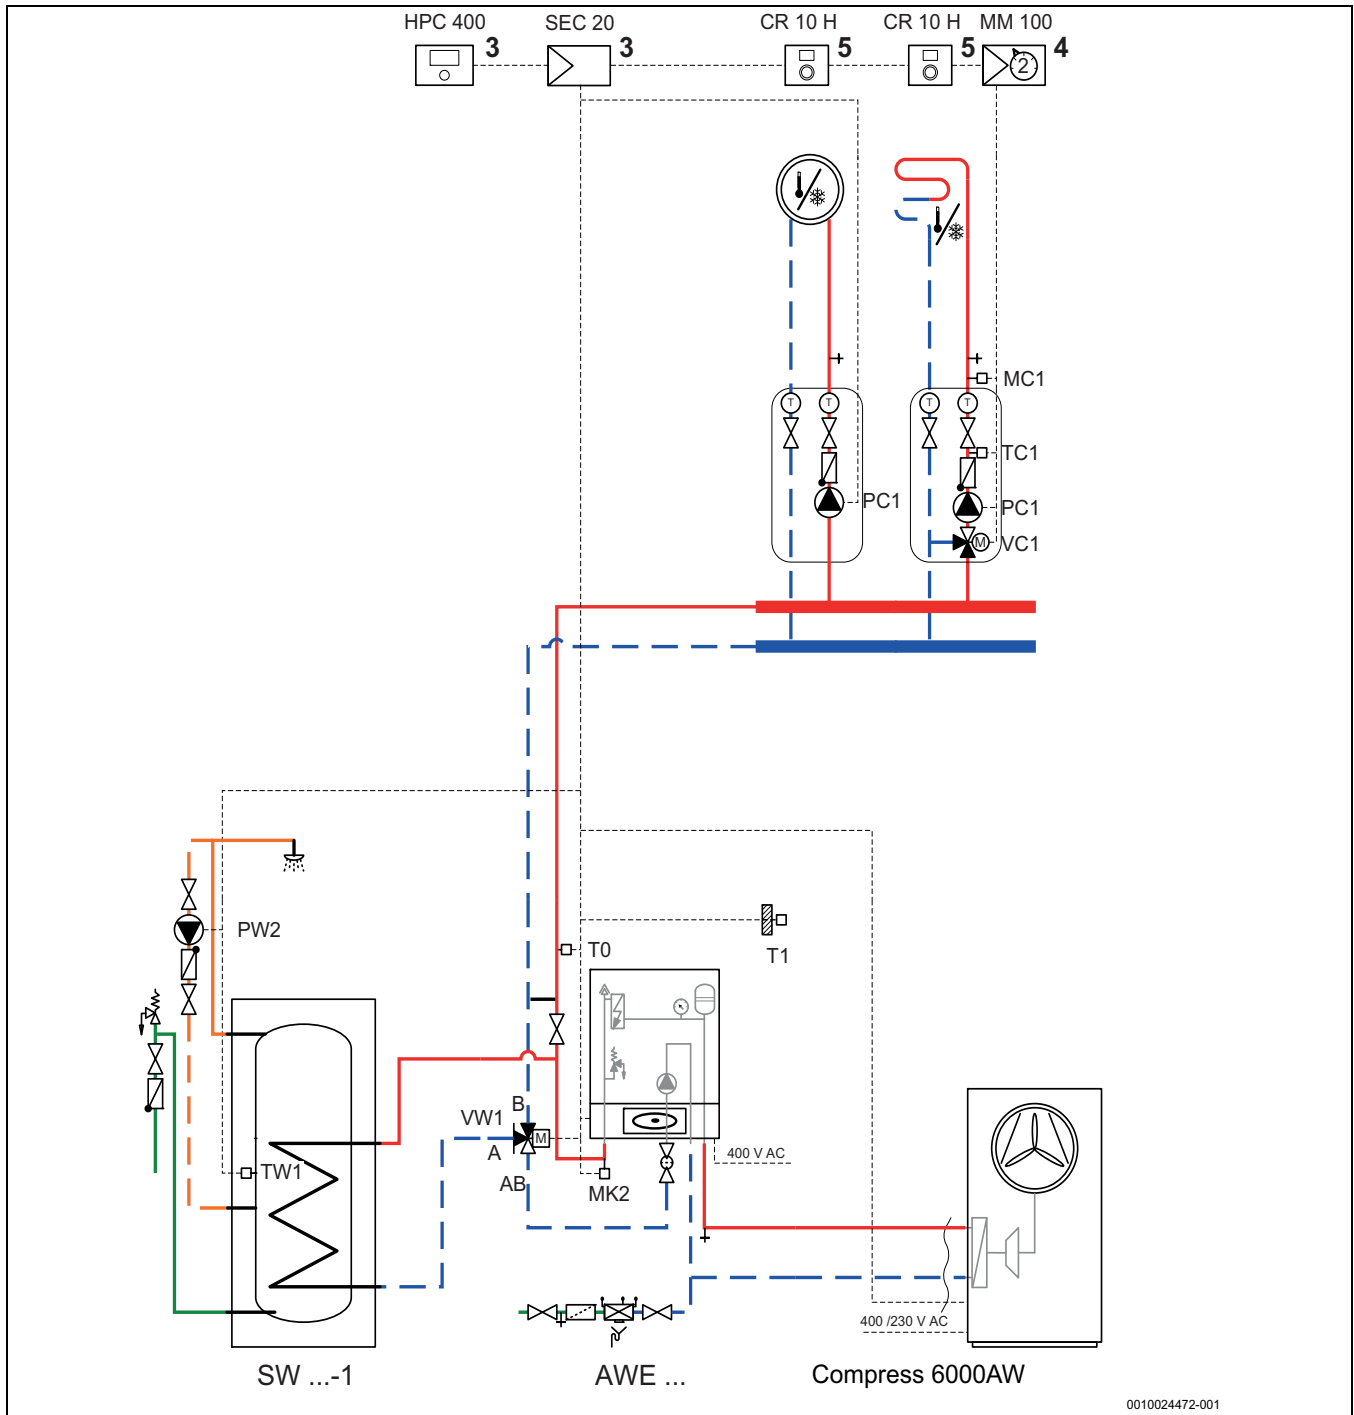 HPC 400 3
SEC 20 3
CR 10 H 5
CR 10 H 5
MM 100 4
2
MC1
T T T T
TC1
PC1
PC1
M VC1
PW2
T0
T1
B
VW1 M
A
400 V AC
TW1
AB
MK2
400 /230 V AC
SW ...-1
AWE ...
Compress 6000AW
0010024472-001